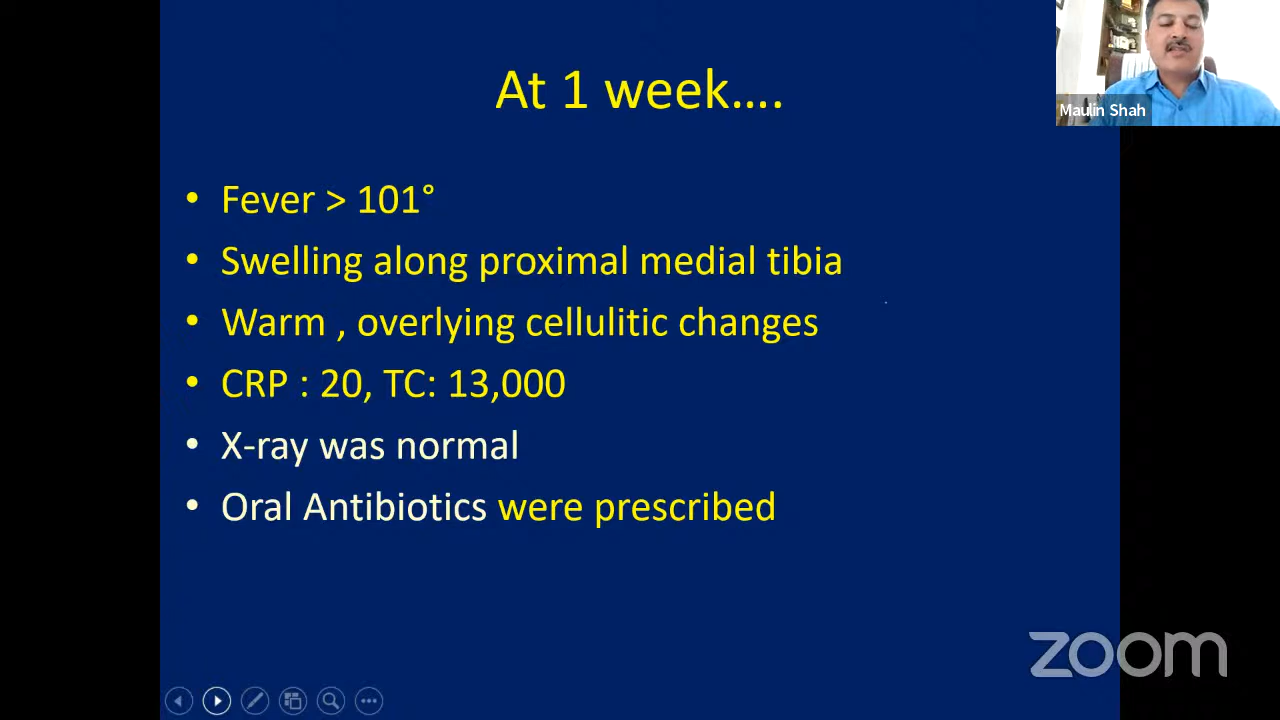 At 1 week....
Maulin Shah
• Fever > 101°
• Swelling along proximal medial tibia
• Warm , overlying cellulitic changes
• CRP : 20, TC: 13,000
• X-ray was normal
• Oral Antibiotics were prescribed
zoom